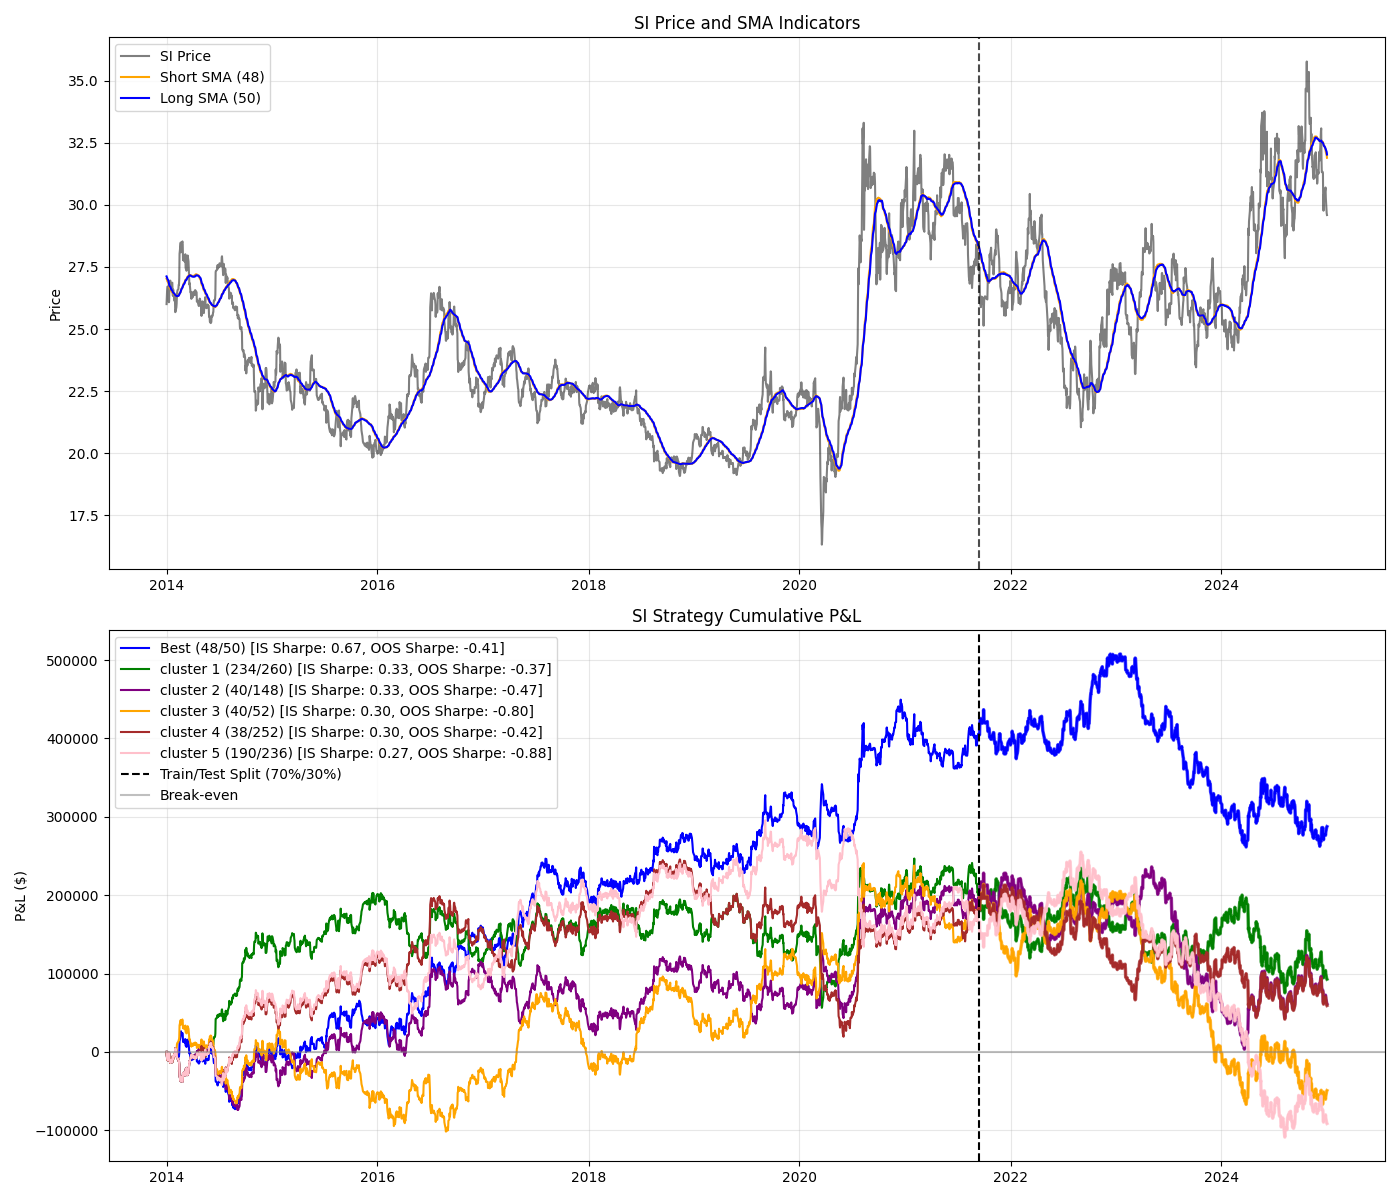 SI Price and SMA Indicators
SI Price
Short SMA (48)
Long SMA (50)
Price
35.0
32.5
30.0
27.5
25.0
22.5
20.0
17.5
2014 2016 2018 2020 2022 2024
SI Strategy Cumulative P&L
Best (48/50) [IS Sharpe: 0.67, OOS Sharpe: -0.41]
cluster 1 (234/260) [IS Sharpe: 0.33, OOS Sharpe: -0.37]
cluster 2 (40/148) [IS Sharpe: 0.33, OOS Sharpe: -0.47]
cluster 3 (40/52) [IS Sharpe: 0.30, OOS Sharpe: -0.80]
cluster 4 (38/252) [IS Sharpe: 0.30, OOS Sharpe: -0.42]
cluster 5 (190/236) [IS Sharpe: 0.27, OOS Sharpe: -0.88]
Train/Test Split (70%/30%)
Break-even
P&L ($)
500000
400000
300000
200000
100000
0
−100000
2014 2016 2018 2020 2022 2024